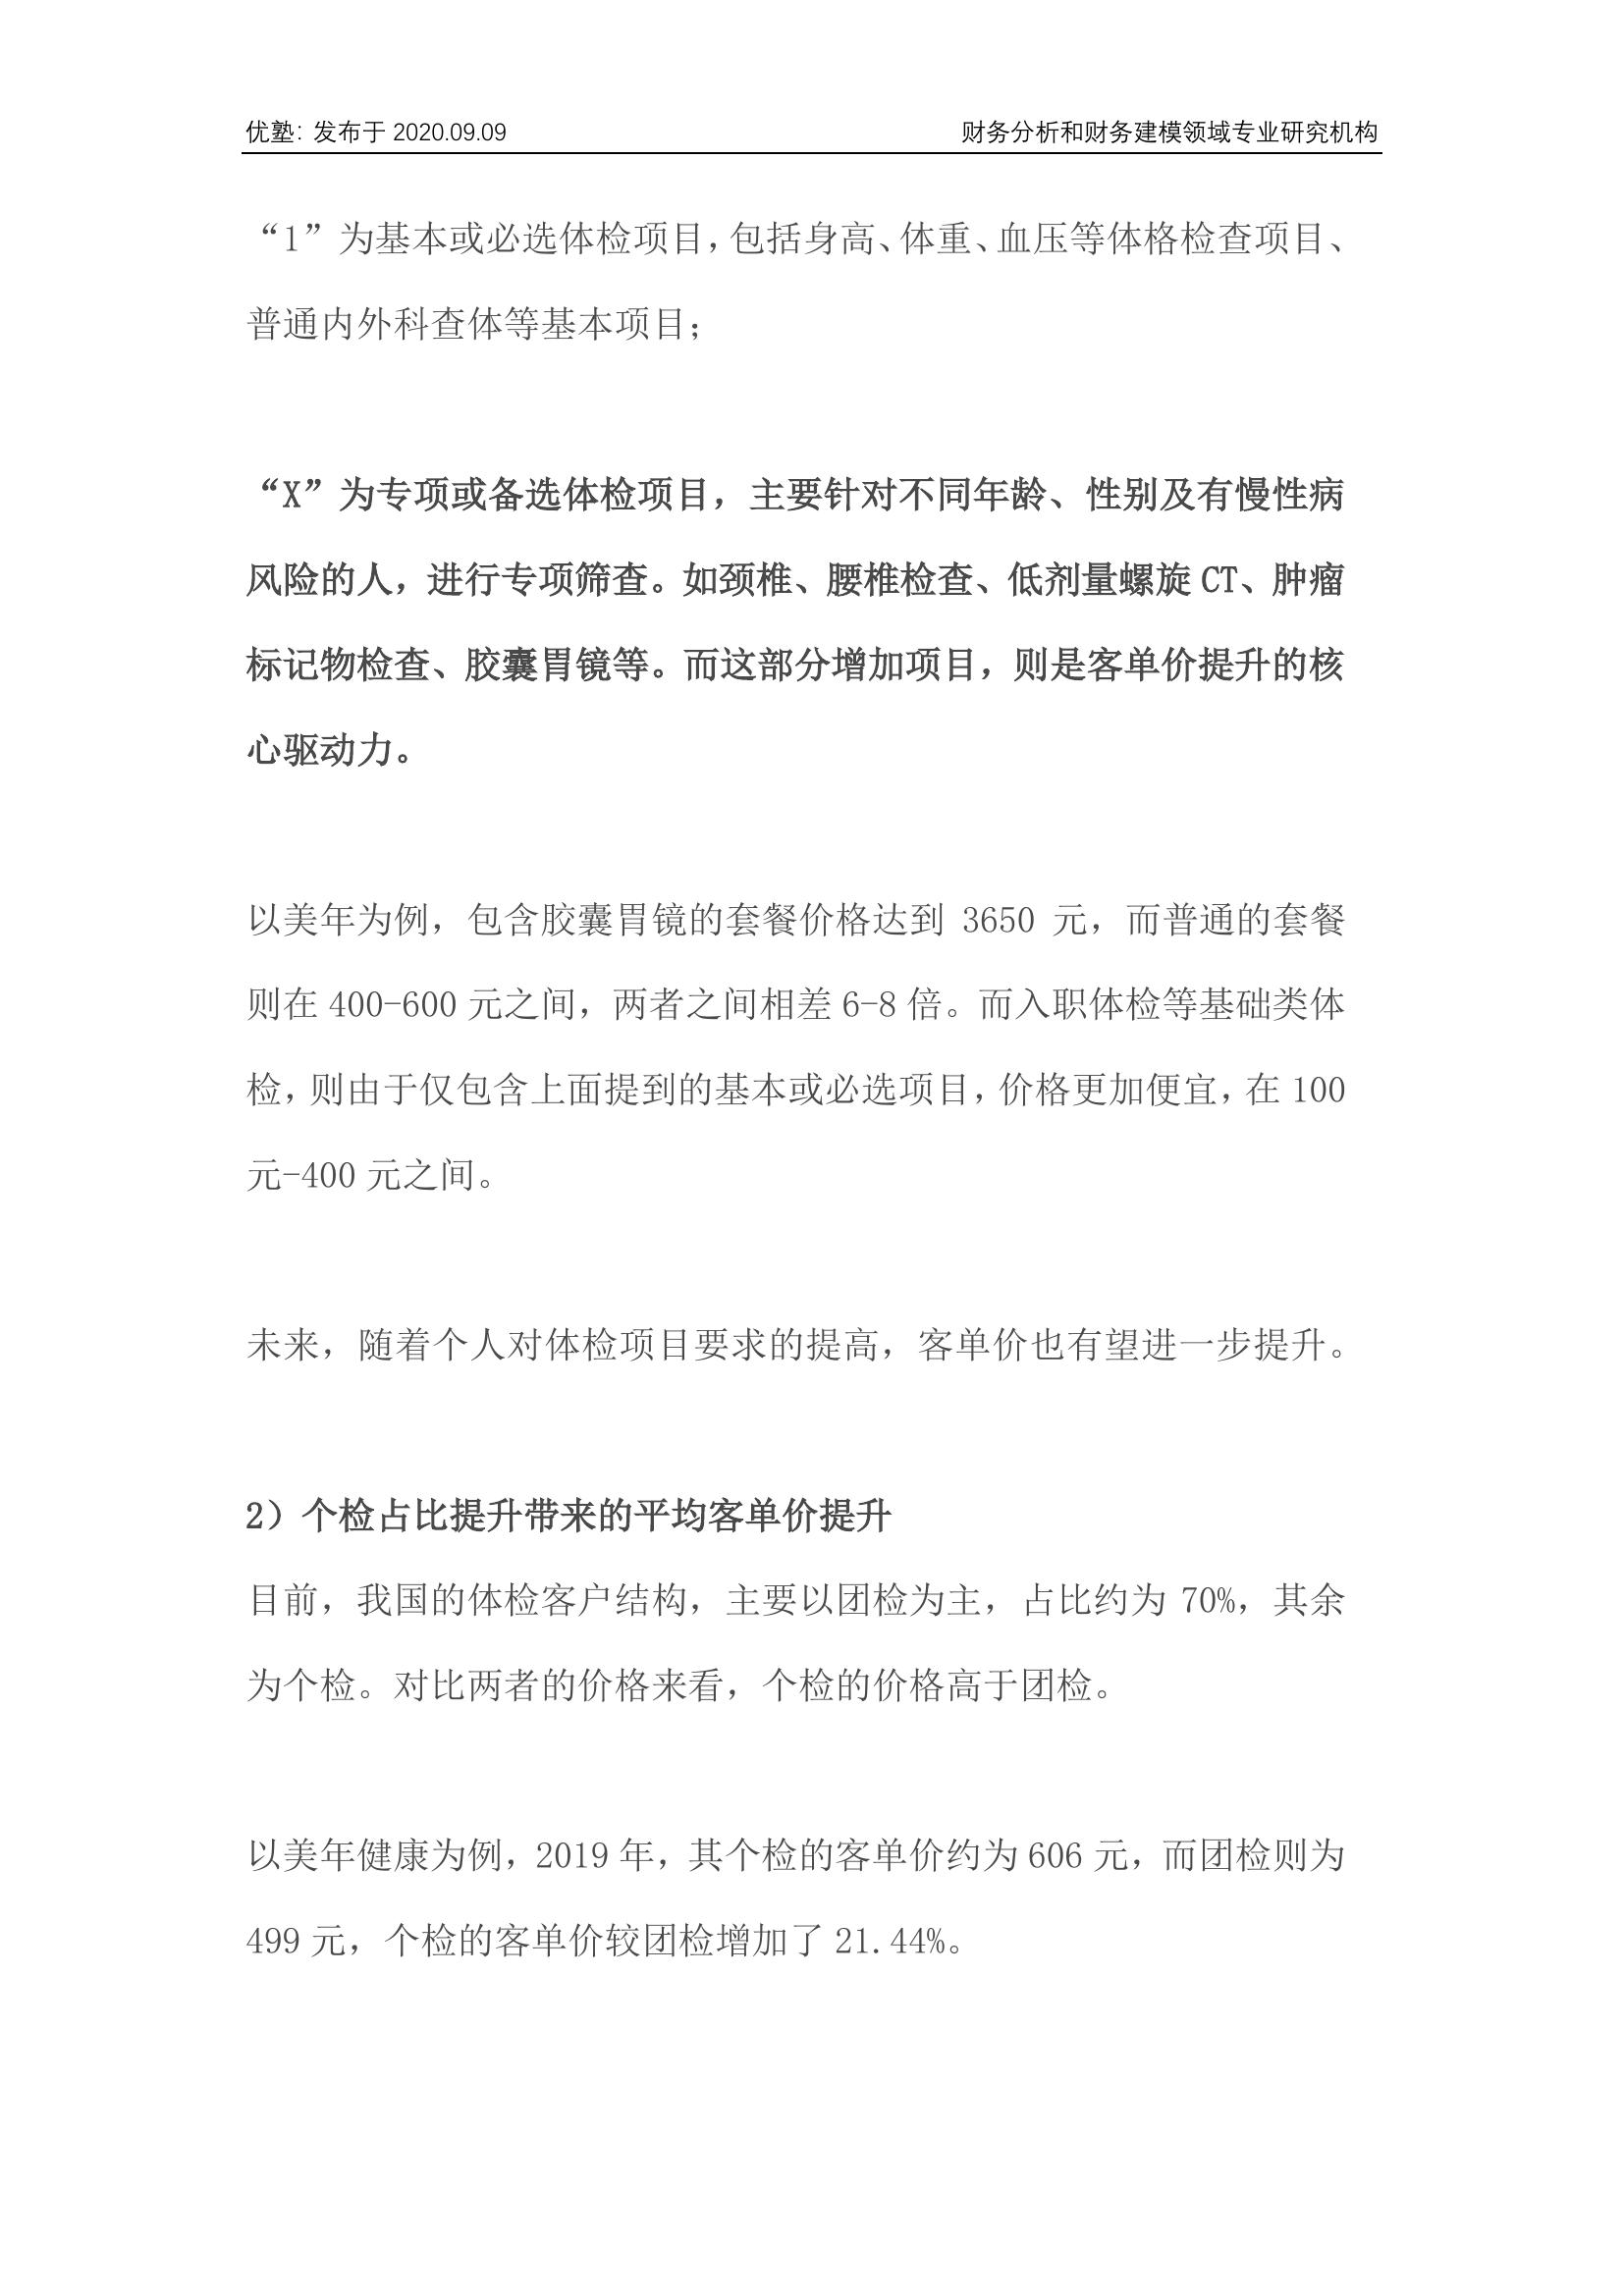 优塾：发布于 2020.09.09 财务分析和财务建模领域专业研究机构
“1”为基本或必选体检项目，包括身高、体重、血压等体格检查项目、
普通内外科查体等基本项目；
“X”为专项或备选体检项目，主要针对不同年龄、性别及有慢性病
风险的人，进行专项筛查。如颈椎、腰椎检查、低剂量螺旋 CT、肿瘤
标记物检查、胶囊胃镜等。而这部分增加项目，则是客单价提升的核
心驱动力。
以美年为例，包含胶囊胃镜的套餐价格达到 3650 元，而普通的套餐
则在 400-600 元之间，两者之间相差 6-8 倍。而入职体检等基础类体
检，则由于仅包含上面提到的基本或必选项目，价格更加便宜，在 100
元-400 元之间。
未来，随着个人对体检项目要求的提高，客单价也有望进一步提升。
2）个检占比提升带来的平均客单价提升
目前，我国的体检客户结构，主要以团检为主，占比约为 70%，其余
为个检。对比两者的价格来看，个检的价格高于团检。
以美年健康为例，2019 年，其个检的客单价约为 606 元，而团检则为
499 元，个检的客单价较团检增加了 21.44%。